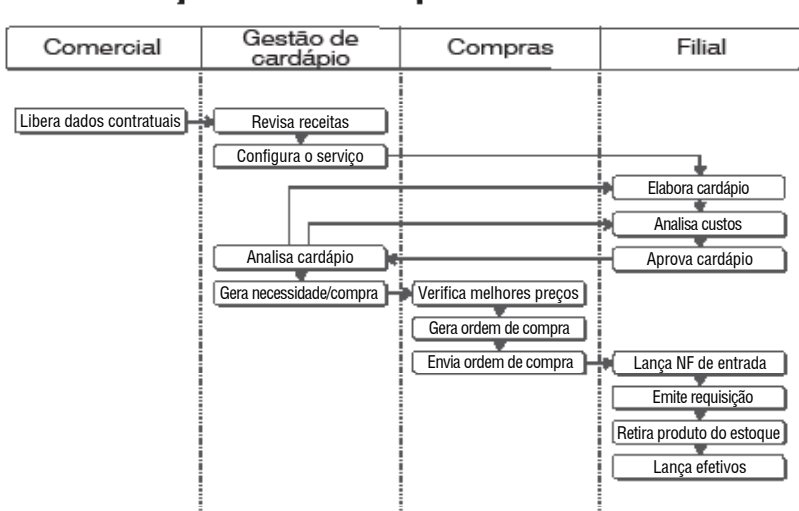 Comercial
Gestão de
cardápio
Compras
Filial
Libera dados contratuais
Revisa receitas
Configura o serviço
Elabora cardápio
Analisa custos
Analisa cardápio
Aprova cardápio
Gera necessidade/compra
Verifica melhores preços
Gera ordem de compra
Envia ordem de compra
Lança NF de entrada
Emite requisição
Retira produto do estoque
Lança efetivos